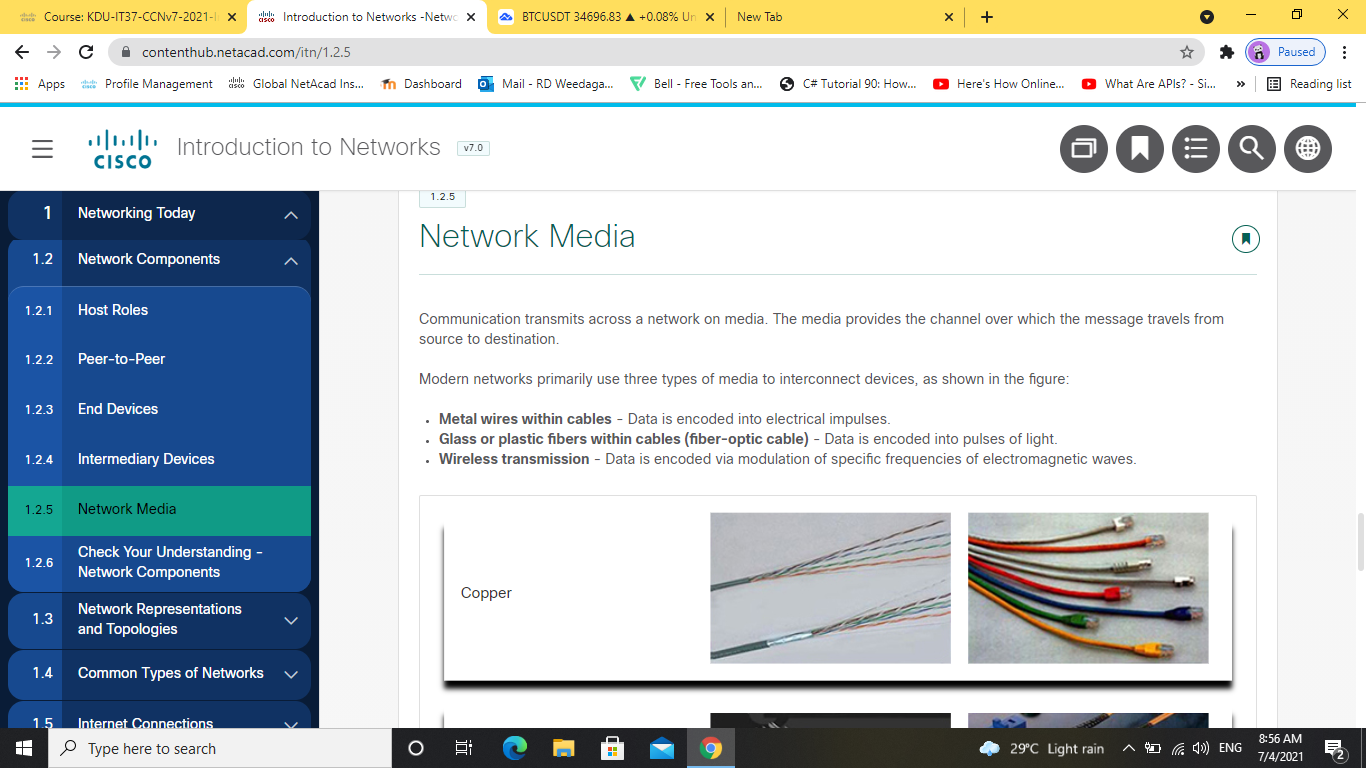 Course: KDU-IT37-CCNv7-2021-I
Introduction to Networks -Netwo
BTCUSDT 34696.83 ▲ +0.08% Un
New Tab
contenthub.netacad.com/itn/1.2.5
Paused
Apps
Profile Management
Global NetAcad Ins...
Dashboard
Mail - RD Weedaga...
Bell - Free Tools an...
C# Tutorial 90: How...
Here's How Online...
What Are APIs? - Si...
»
Reading list
CISCO
Introduction to Networks
v7.0
1 Networking Today
1.2 Network Components
1.2.1 Host Roles
1.2.2 Peer-to-Peer
1.2.3 End Devices
1.2.4 Intermediary Devices
1.2.5 Network Media
1.2.6 Check Your Understanding -
Network Components
1.3 Network Representations
and Topologies
1.4 Common Types of Networks
1.5 Internet Connections
1.2.5
Network Media
Communication transmits across a network on media. The media provides the channel over which the message travels from
source to destination.
Modern networks primarily use three types of media to interconnect devices, as shown in the figure:
• Metal wires within cables - Data is encoded into electrical impulses.
• Glass or plastic fibers within cables (fiber-optic cable) - Data is encoded into pulses of light.
• Wireless transmission - Data is encoded via modulation of specific frequencies of electromagnetic waves.
Copper
Type here to search
29°C Light rain
ENG
8:56 AM
7/4/2021
2